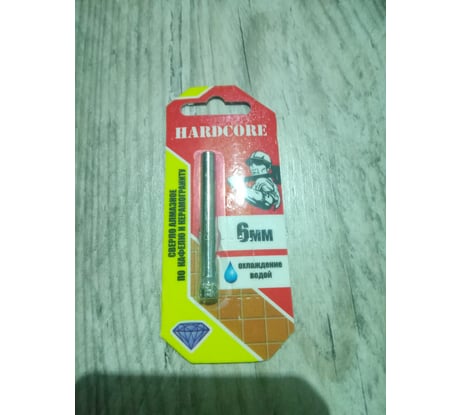 HARDCORE
СВЕРЛО АЛМАЗНОЕ
ПО КАФЕЛЮ И КЕРАМОГРАНИТУ
6мм
охлаждение
водой